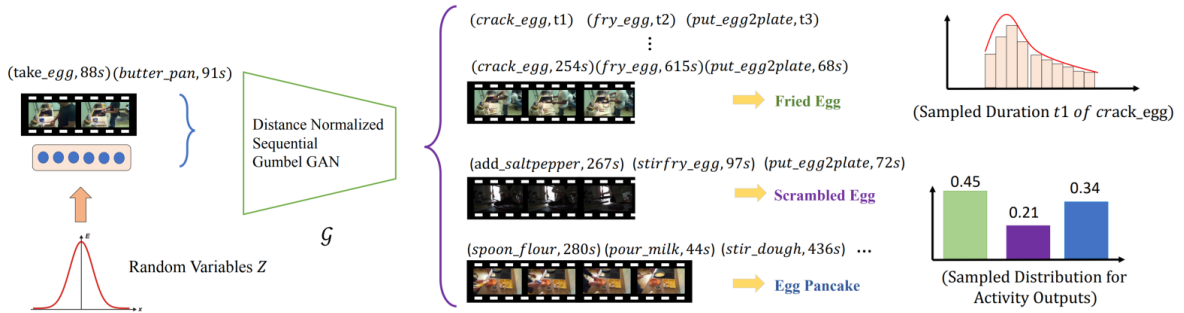 (take_egg, 88s)(butter_pan, 91s)
E
x
Random Variables Z
Distance Normalized
Sequential
Gumbel GAN
𝒢
(crack_egg, t1) (fry_egg, t2) (put_egg2plate, t3)
⋮
(crack_egg, 254s)(fry_egg, 615s)(put_egg2plate, 68s)
Fried Egg
(add_saltpepper, 267s) (stirfry_egg, 97s) (put_egg2plate, 72s)
Scrambled Egg
(spoon_flour, 280s) (pour_milk, 44s) (stir_dough, 436s) ...
Egg Pancake
(Sampled Duration t1 of crack_egg)
0.45
0.21
0.34
(Sampled Distribution for
Activity Outputs)